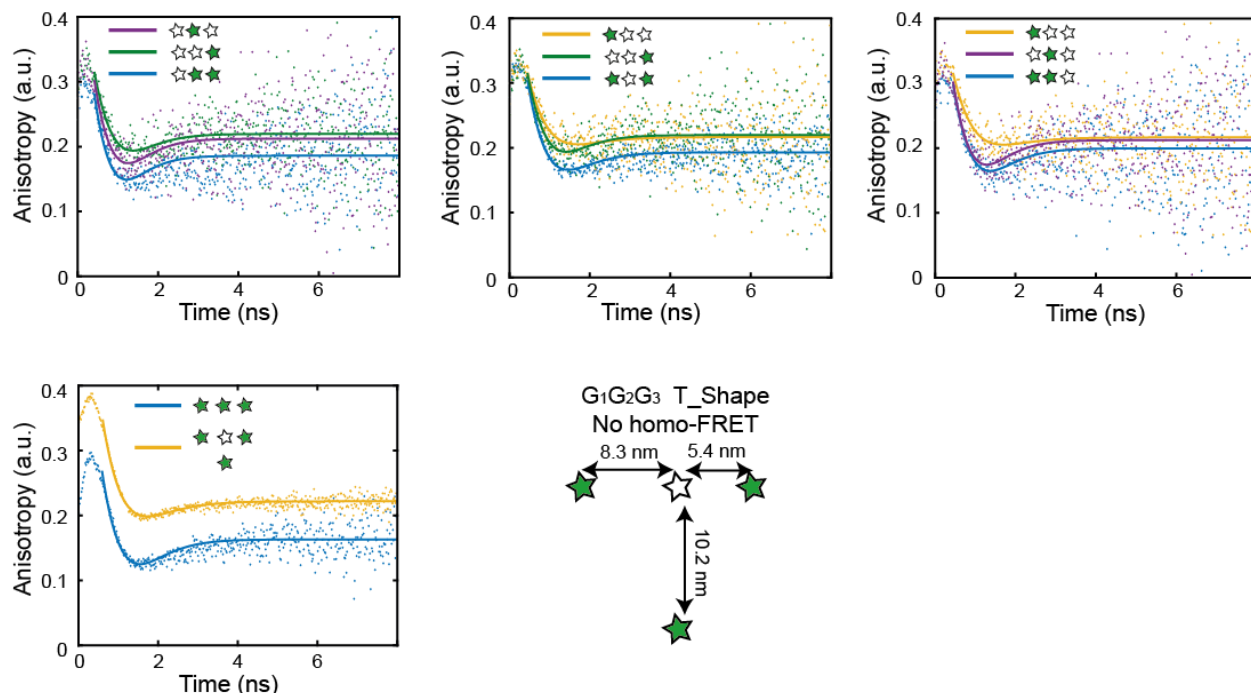 0.4
0.3
0.2
0.1
0
Anisotropy (a.u.)
0 2 4 6
Time (ns)
0.4
0.3
0.2
0.1
0
Anisotropy (a.u.)
0 2 4 6
Time (ns)
0.4
0.3
0.2
0.1
0
Anisotropy (a.u.)
0 2 4 6
Time (ns)
0.4
0.3
0.2
0.1
0
Anisotropy (a.u.)
0 2 4 6
Time (ns)
G₁G₂G₃ T_Shape
No homo-FRET
8.3 nm 5.4 nm
10.2 nm